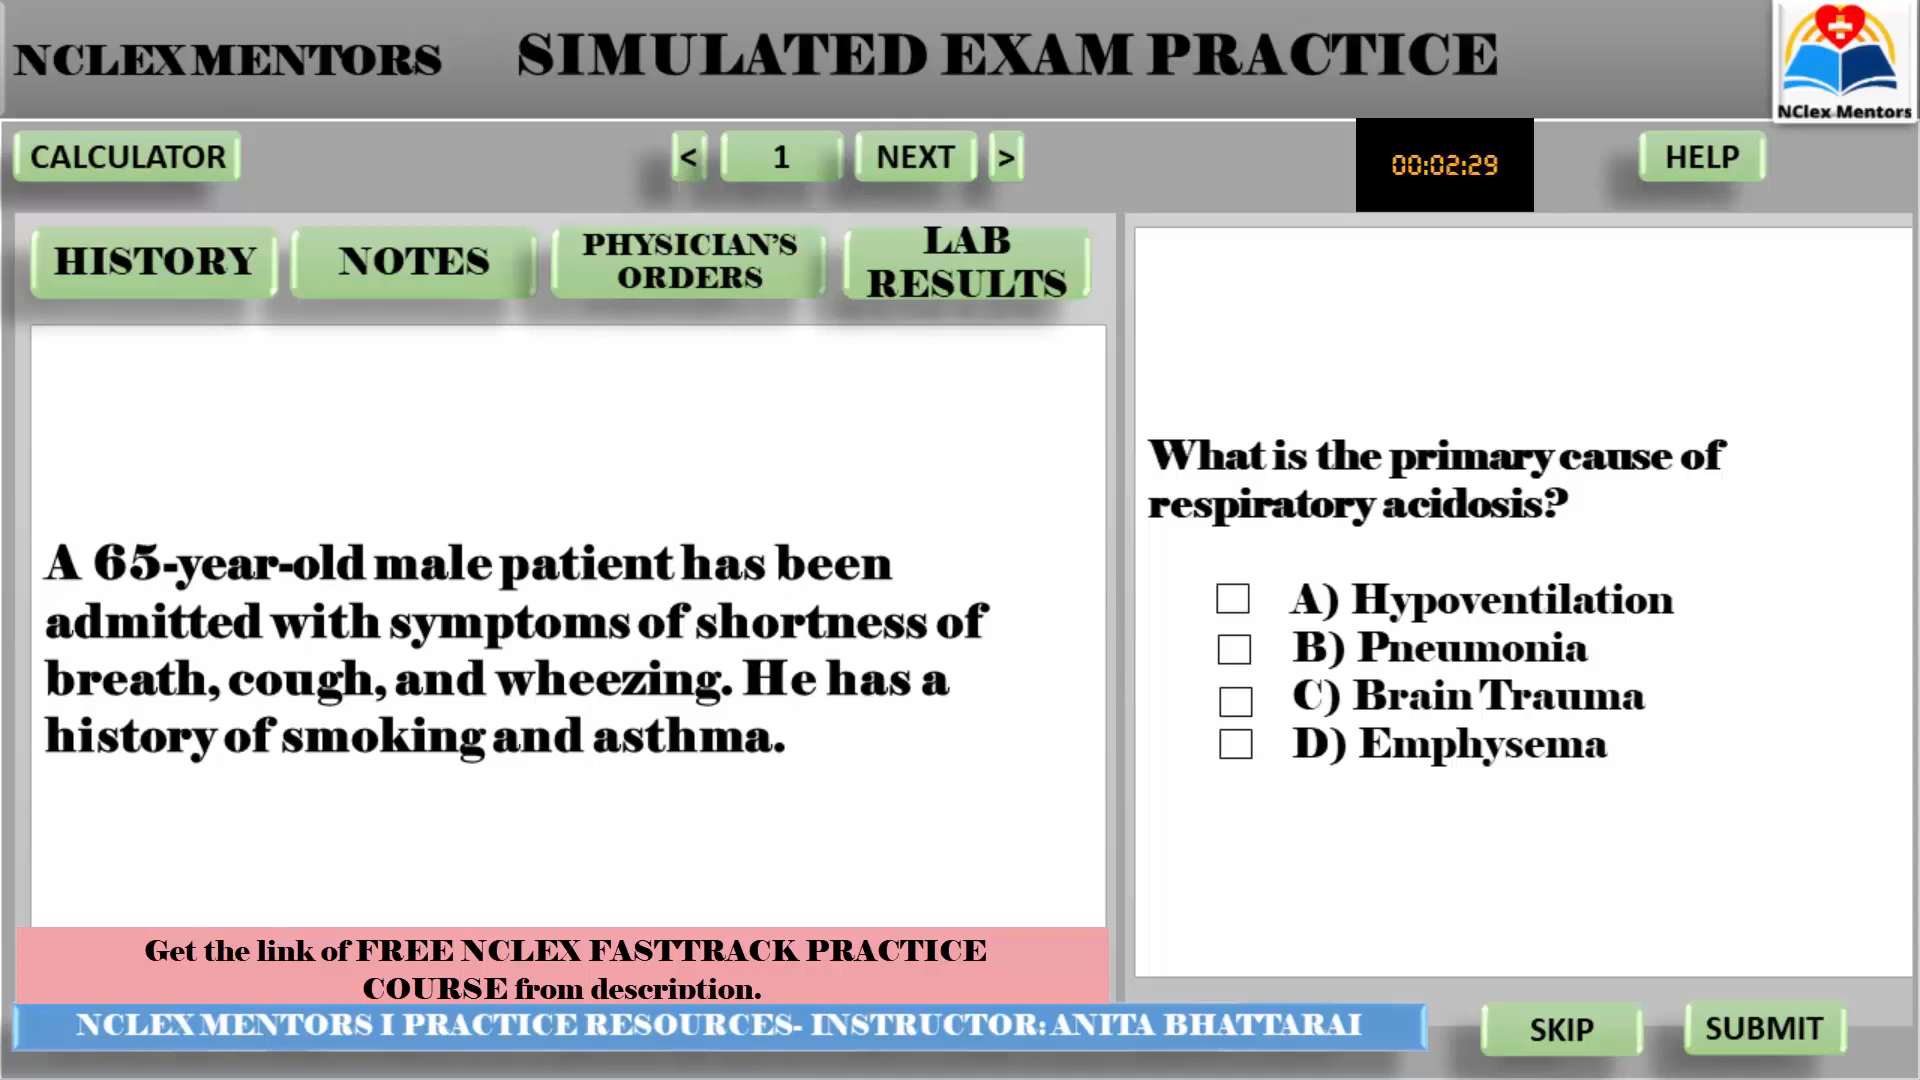 NCLEX MENTORS
SIMULATED EXAM PRACTICE
NClex Mentors
CALCULATOR
<
1
NEXT
>
00:02:29
HELP
HISTORY
NOTES
PHYSICIAN'S
ORDERS
LAB
RESULTS
A 65-year-old male patient has been
admitted with symptoms of shortness of
breath, cough, and wheezing. He has a
history of smoking and asthma.
What is the primary cause of
respiratory acidosis?
A) Hypoventilation
B) Pneumonia
C) Brain Trauma
D) Emphysema
Get the link of FREE NCLEX FASTTRACK PRACTICE
COURSE from description.
NCLEX MENTORS I PRACTICE RESOURCES- INSTRUCTOR: ANITA BHATTARAI
SKIP
SUBMIT